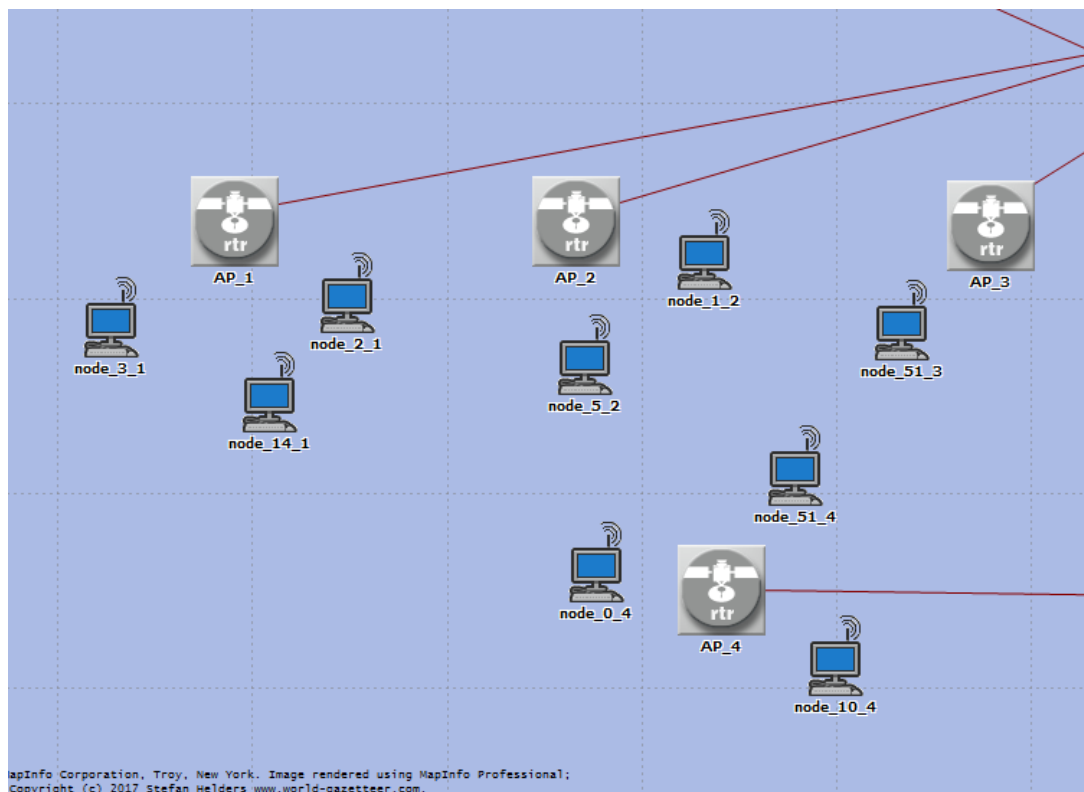 rtr
AP_1
rtr
AP_2
rtr
AP_3
node_1_2
node_2_1
node_3_1
node_51_3
node_5_2
node_14_1
node_51_4
node_0_4
rtr
AP_4
node_10_4
MapInfo Corporation, Troy, New York. Image rendered using MapInfo Professional;
Copyright (c) 2017 Stefan Helders www.world-gazetteer.com.